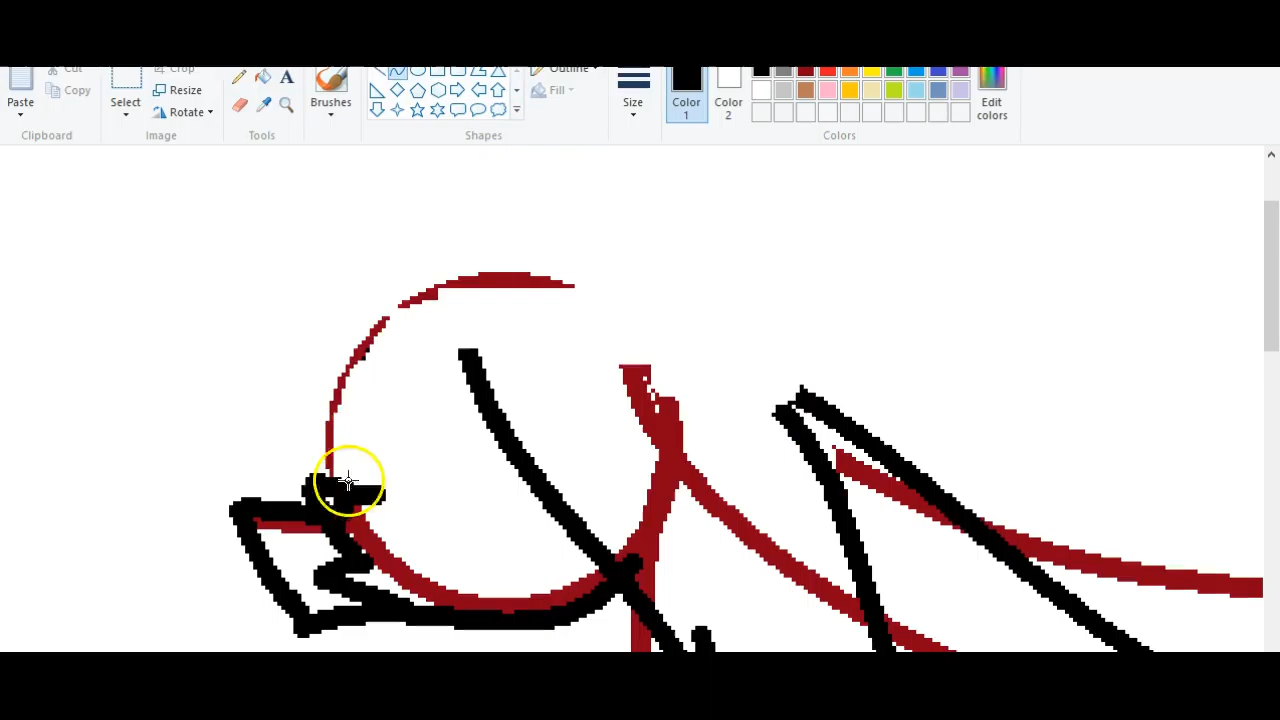 Cut
Crop
Outline
Copy
Resize
Fill
Paste
Select
Rotate
Brushes
Size
Color
1
Color
2
Edit
colors
Clipboard
Image
Tools
Shapes
Colors